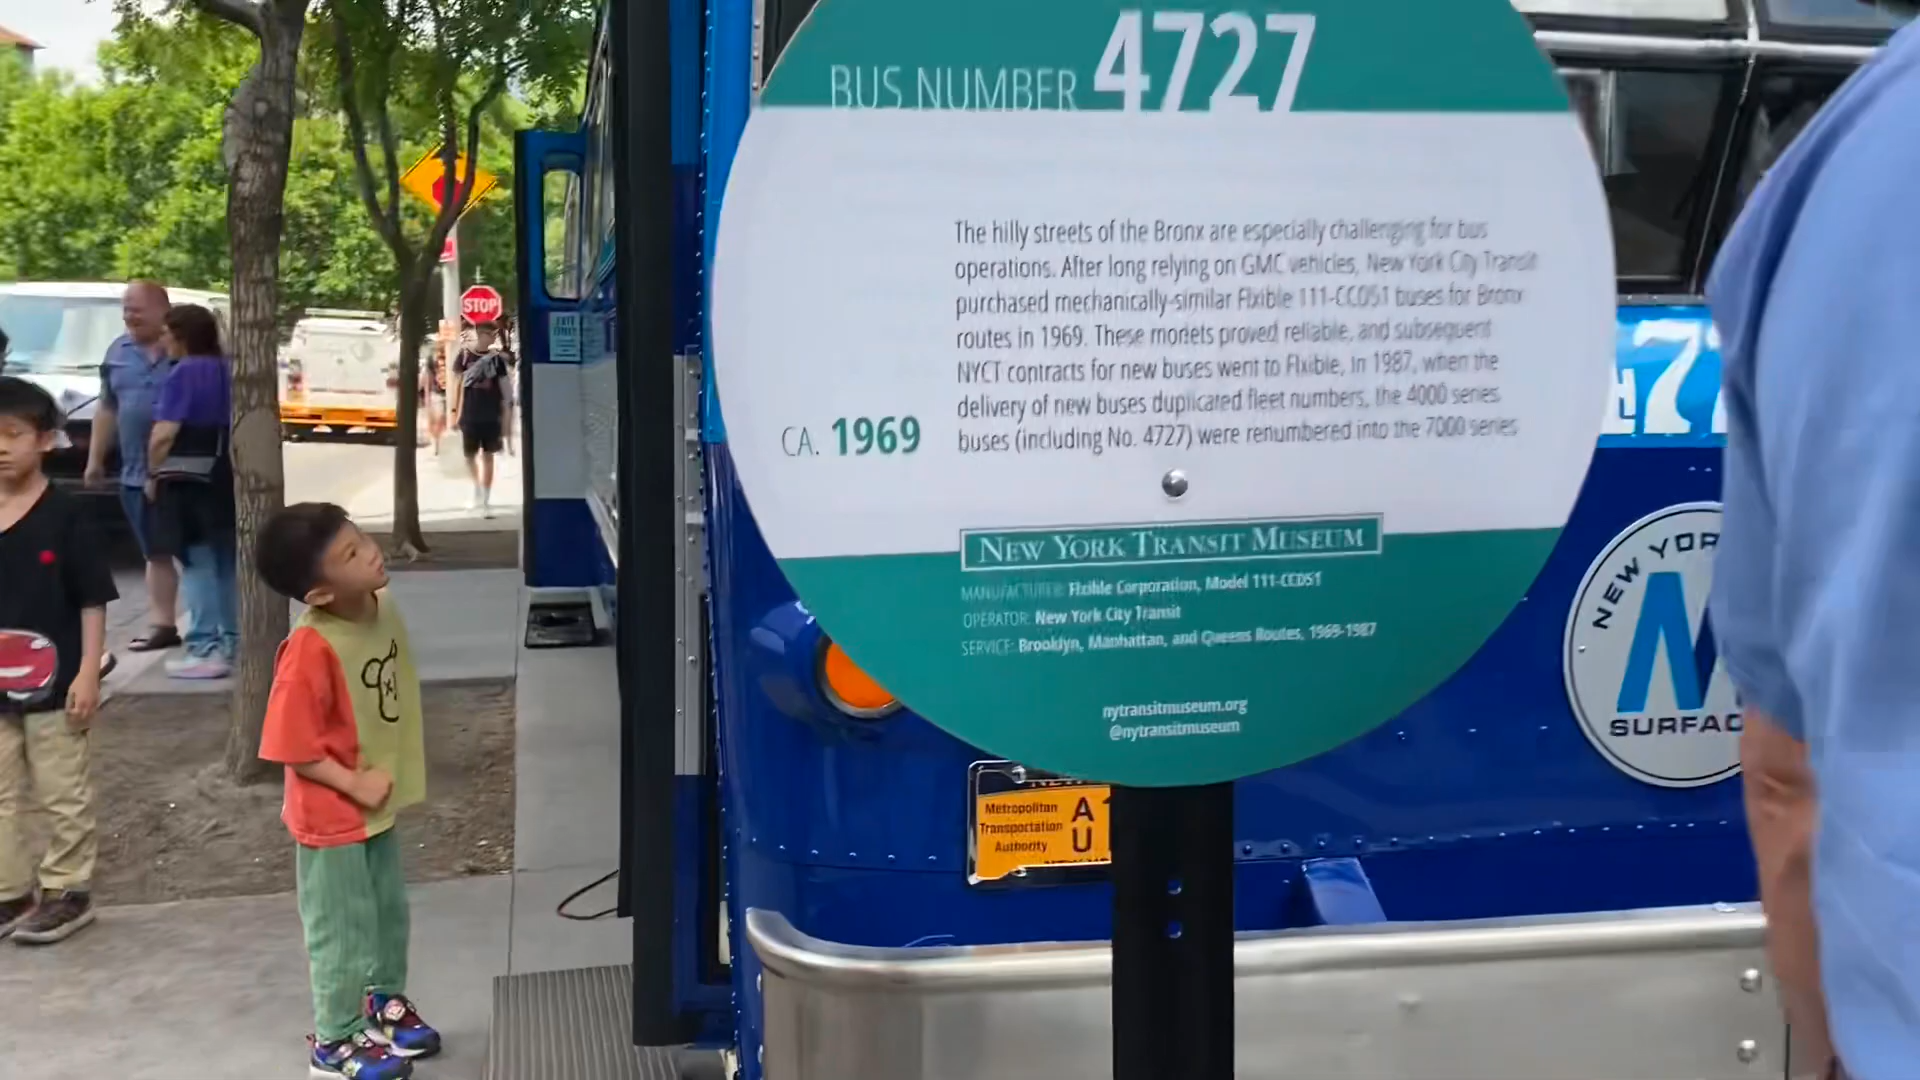 BUS NUMBER 4727
The hilly streets of the Bronx are especially challenging for bus
operations. After long relying on GMC vehicles, New York City Transit
purchased mechanically-similar Flxible 111-CCD51 buses for Bronx
routes in 1969. These models proved reliable, and subsequent
NYCT contracts for new buses went to Flxible. In 1987, when the
delivery of new buses duplicated fleet numbers, the 4000 series
buses (including No. 4727) were renumbered into the 7000 series
CA. 1969
NEW YORK TRANSIT MUSEUM
MANUFACTURER: Flxible Corporation, Model 111-CCD51
OPERATOR: New York City Transit
SERVICE: Brooklyn, Manhattan, and Queens Routes, 1969-1987
nytransitmuseum.org
@nytransitmuseum
STOP
NEW YOR
M
SURFAC
Metropolitan
Transportation
Authority
A
U